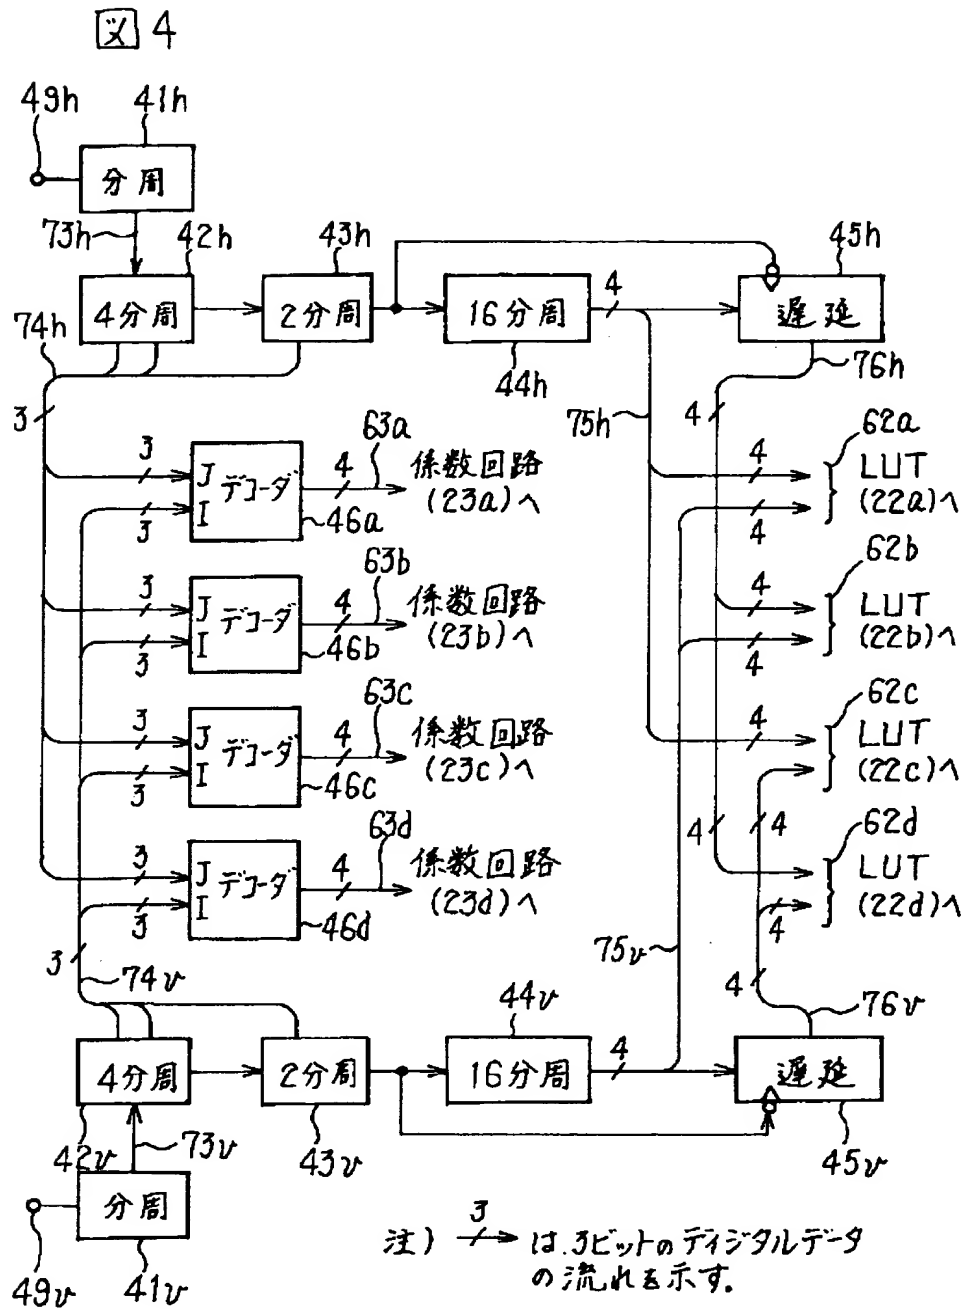 図4
49h
41h
分周
73h
42h
43h
45h
4分周
2分周
16分周
4
遅延
74h
44h
76h
3
75h
4
3
J
I
デコーダ
3
46a
4
63a
係数回路
(23a)へ
4
4
62a
LUT
(22a)へ
3
J
I
デコーダ
3
46b
4
63b
係数回路
(23b)へ
4
4
62b
LUT
(22b)へ
3
J
I
デコーダ
3
46c
4
63c
係数回路
(23c)へ
4
62c
LUT
(22c)へ
4
4
3
J
I
デコーダ
3
46d
4
63d
係数回路
(23d)へ
4
62d
LUT
(22d)へ
3
74v
75v
4
76v
44v
4分周
2分周
16分周
4
遅延
42v
73v
43v
45v
分周
49v
41v
注) 3 は3ビットのディジタルデータ
の流れを示す。